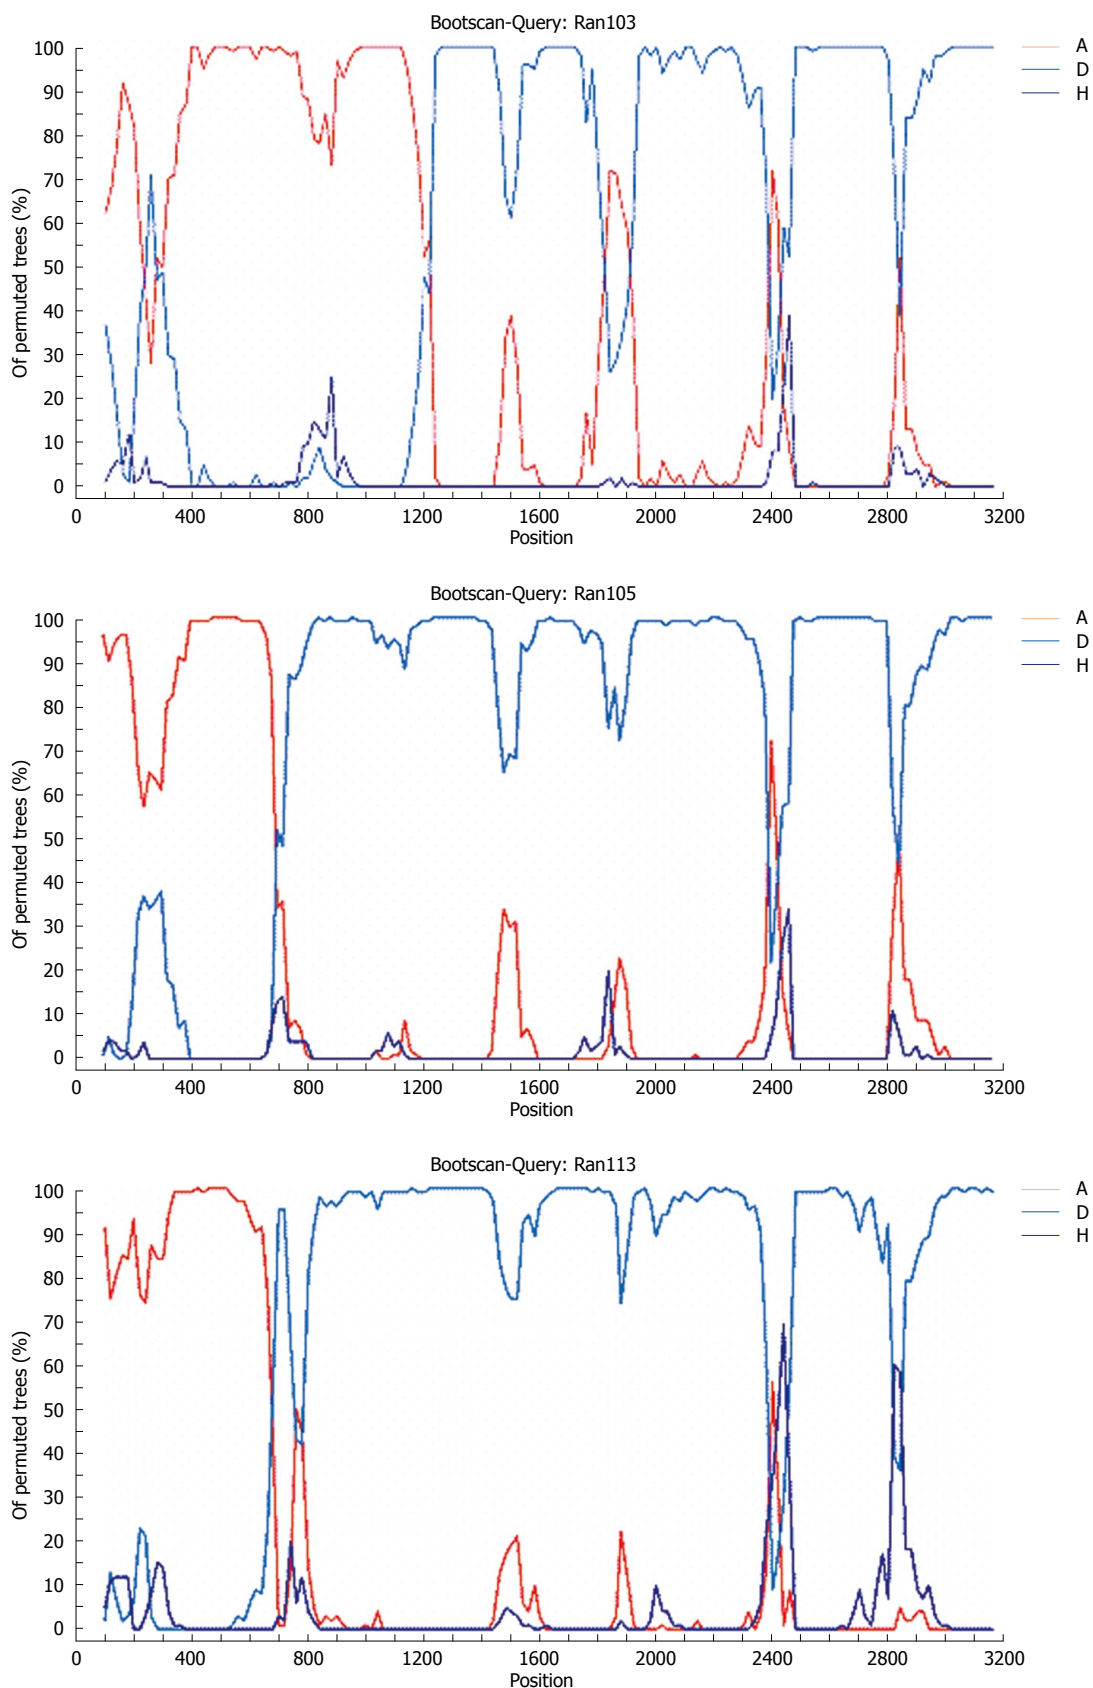 Bootscan-Query: Ran103
100
90
80
70
60
50
40
30
20
10
0
Of permuted trees (%)
0 400 800 1200 1600 2000 2400 2800 3200
Position
A
D
H
Bootscan-Query: Ran105
100
90
80
70
60
50
40
30
20
10
0
Of permuted trees (%)
0 400 800 1200 1600 2000 2400 2800 3200
Position
A
D
H
Bootscan-Query: Ran113
100
90
80
70
60
50
40
30
20
10
0
Of permuted trees (%)
0 400 800 1200 1600 2000 2400 2800 3200
Position
A
D
H